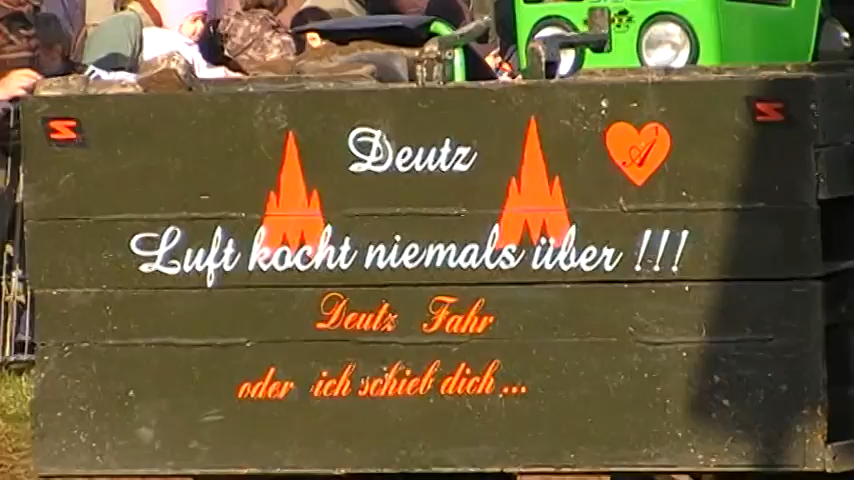 Deutz
A
Luft kocht niemals über !!!
Deutz Fahr
oder ich schieb dich...